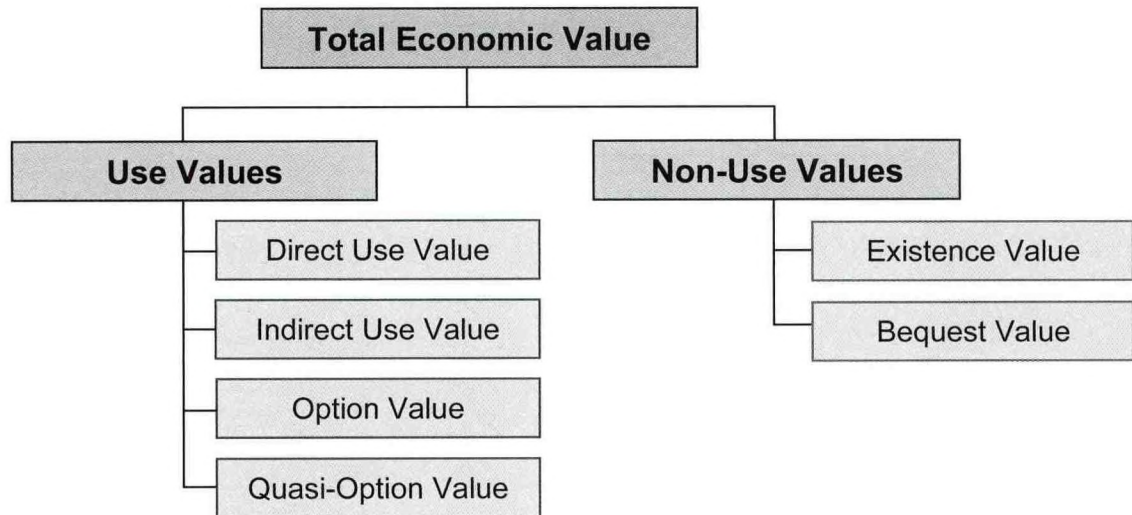 Total Economic Value
Use Values
Direct Use Value
Indirect Use Value
Option Value
Quasi-Option Value
Non-Use Values
Existence Value
Bequest Value